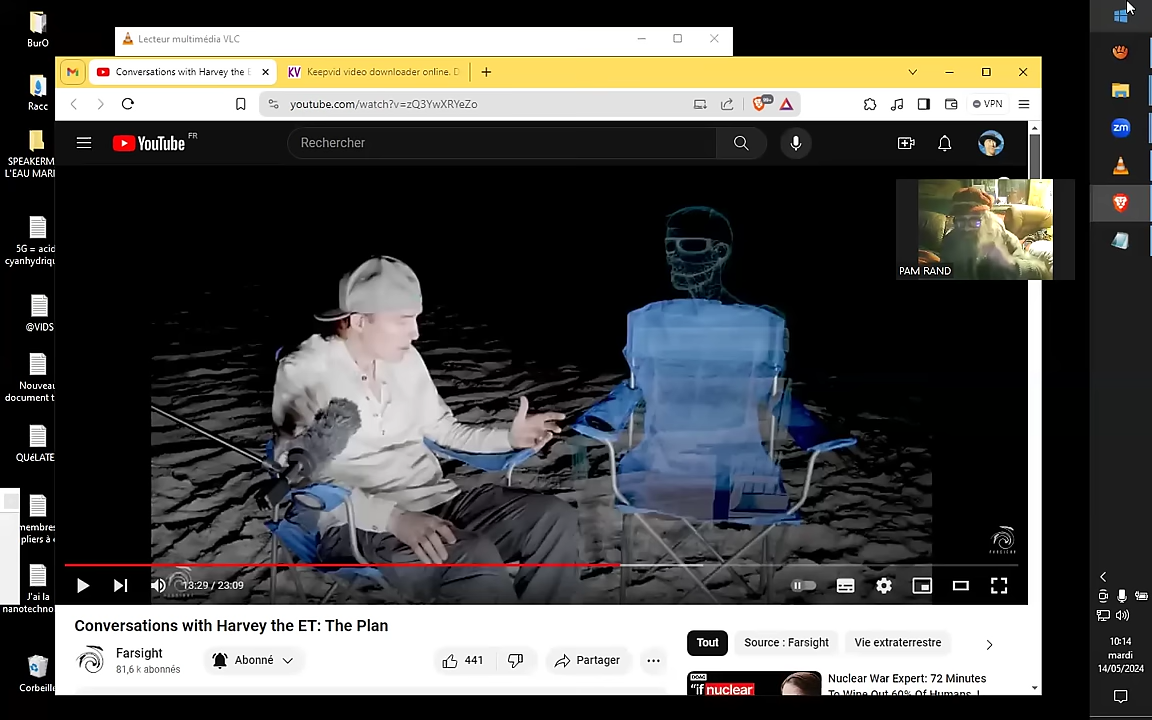 BurO
Racc
SPEAKERM
L'EAU MARI
5G = acid
cyanhydriqu
@VIDS
Nouveau
document t
QUéLATE
membres
pliers à
J'ai la
nanotechno
Corbeille
Lecteur multimédia VLC
Conversations with Harvey the E
KV Keepvid video downloader online. D
youtube.com/watch?v=zQ3YwXRYeZo
99+
VPN
YouTube FR
Rechercher
PAM RAND
FARSIGHT
13:29 / 23:09
Conversations with Harvey the ET: The Plan
Farsight
81,6 k abonnés
Abonné
441
Partager
Tout
Source : Farsight
Vie extraterrestre
"if nuclear
Nuclear War Expert: 72 Minutes
To Wipe Out 60% Of Humans, I
zm
10:14
mardi
14/05/2024